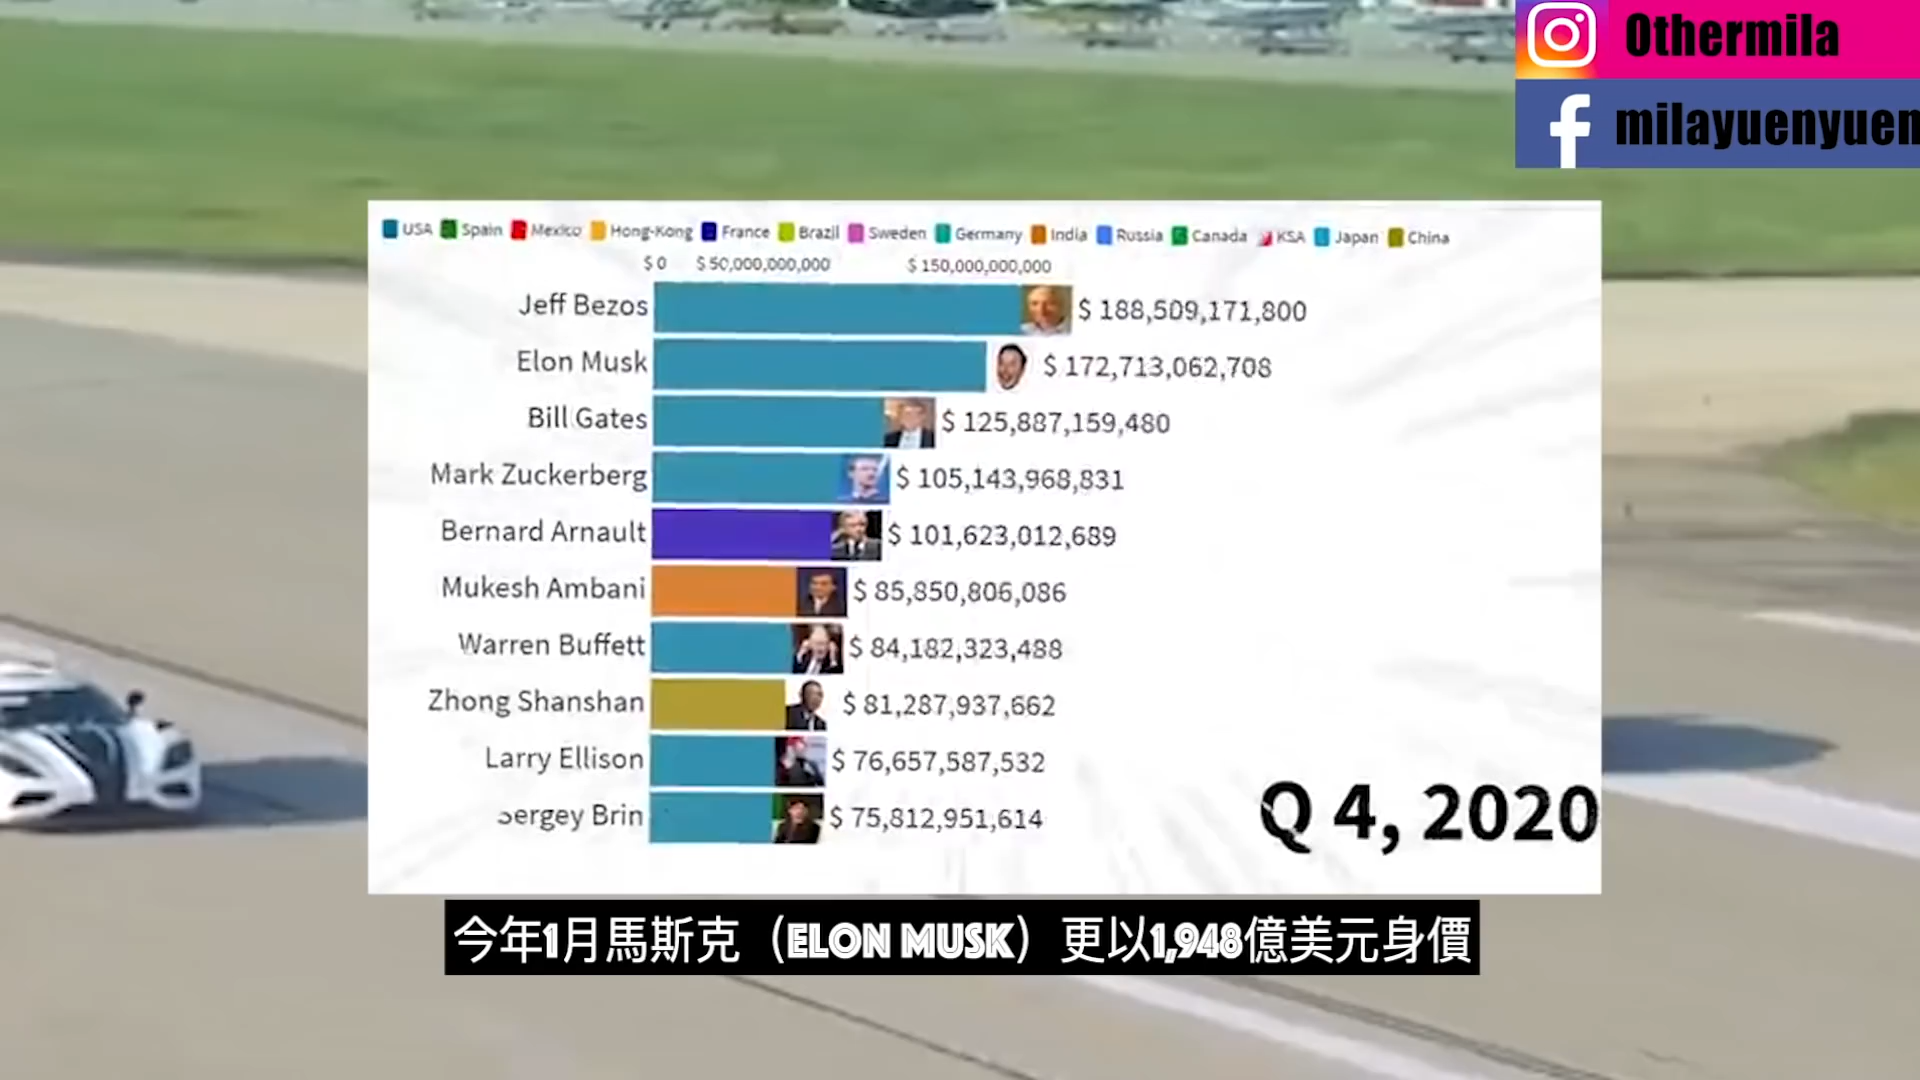 Othermila
milayuenyuen
USA Spain Mexico Hong-Kong France Brazil Sweden Germany India Russia Canada KSA Japan China
$ 0 $ 50,000,000,000 $ 150,000,000,000
Jeff Bezos $ 188,509,171,800
Elon Musk $ 172,713,062,708
Bill Gates $ 125,887,159,480
Mark Zuckerberg $ 105,143,968,831
Bernard Arnault $ 101,623,012,689
Mukesh Ambani $ 85,850,806,086
Warren Buffett $ 84,182,323,488
Zhong Shanshan $ 81,287,937,662
Larry Ellison $ 76,657,587,532
Sergey Brin $ 75,812,951,614
Q 4, 2020
今年1月馬斯克（ELON MUSK）更以1,948億美元身價